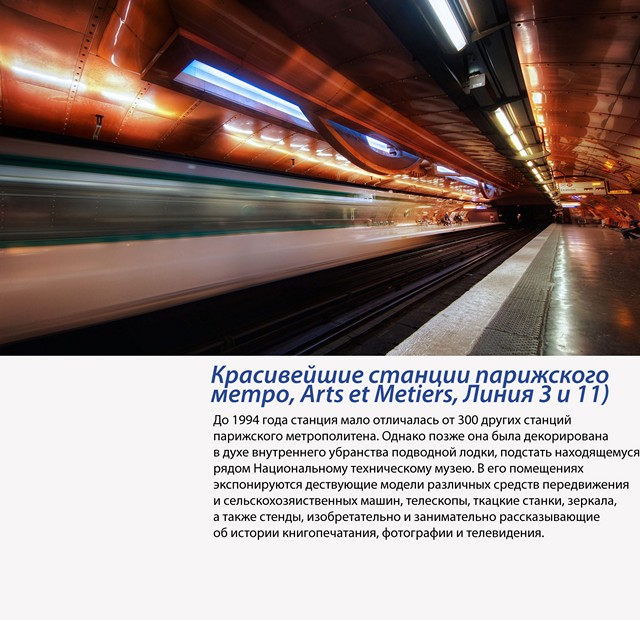 Красивейшие станции парижского
метро, Arts et Metiers, Линия 3 и 11)
До 1994 года станция мало отличалась от 300 других станций
парижского метрополитена. Однако позже она была декорирована
в духе внутреннего убранства подводной лодки, подстать находящемуся
рядом Национальному техническому музею. В его помещениях
экспонируются дествующие модели различных средств передвижения
и сельскохозяиственных машин, телескопы, ткацкие станки, зеркала,
а также стенды, изобретательно и занимательно рассказывающие
об истории книгопечатания, фотографии и телевидения.